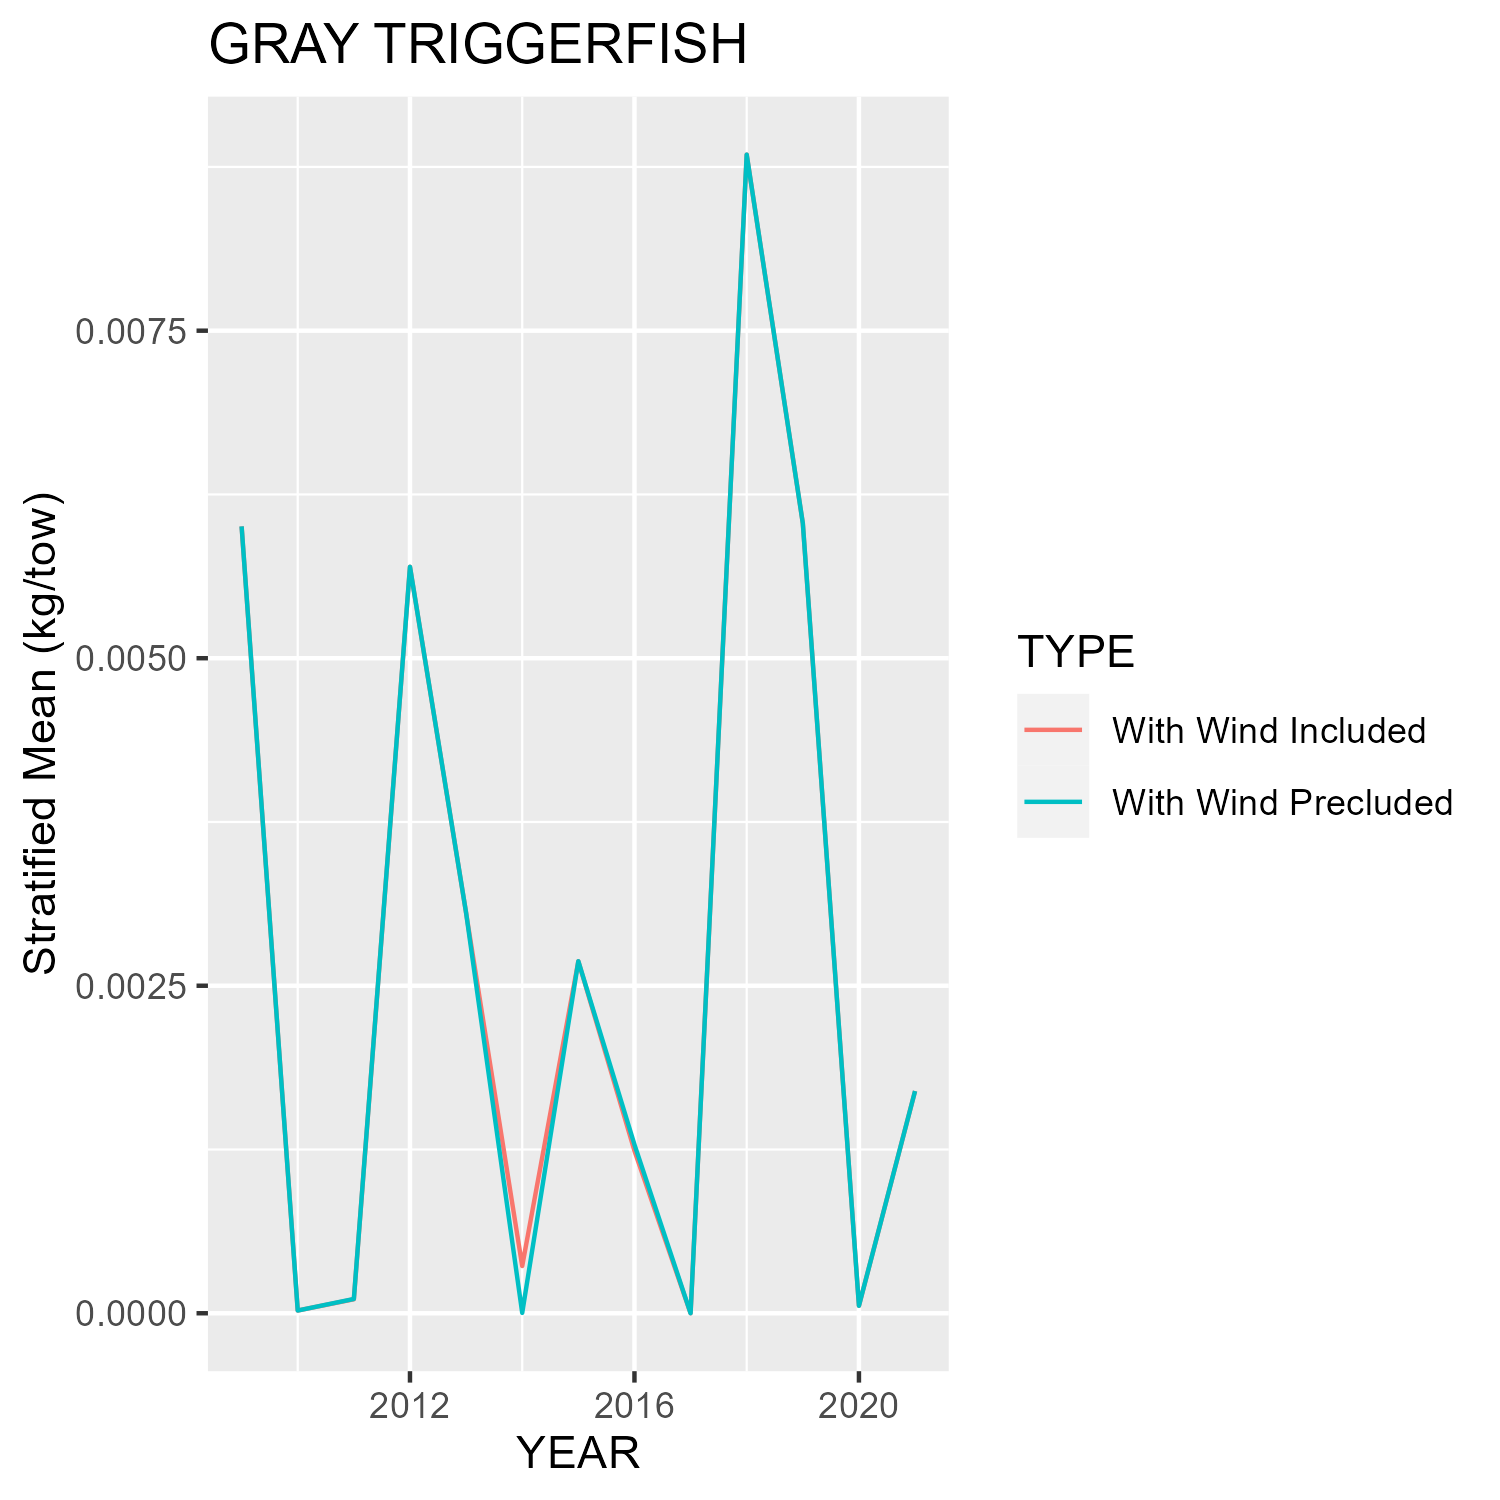 GRAY TRIGGERFISH
Stratified Mean (kg/tow)
0.0075
0.0050
0.0025
0.0000
2012
2016
2020
YEAR
TYPE
With Wind Included
With Wind Precluded